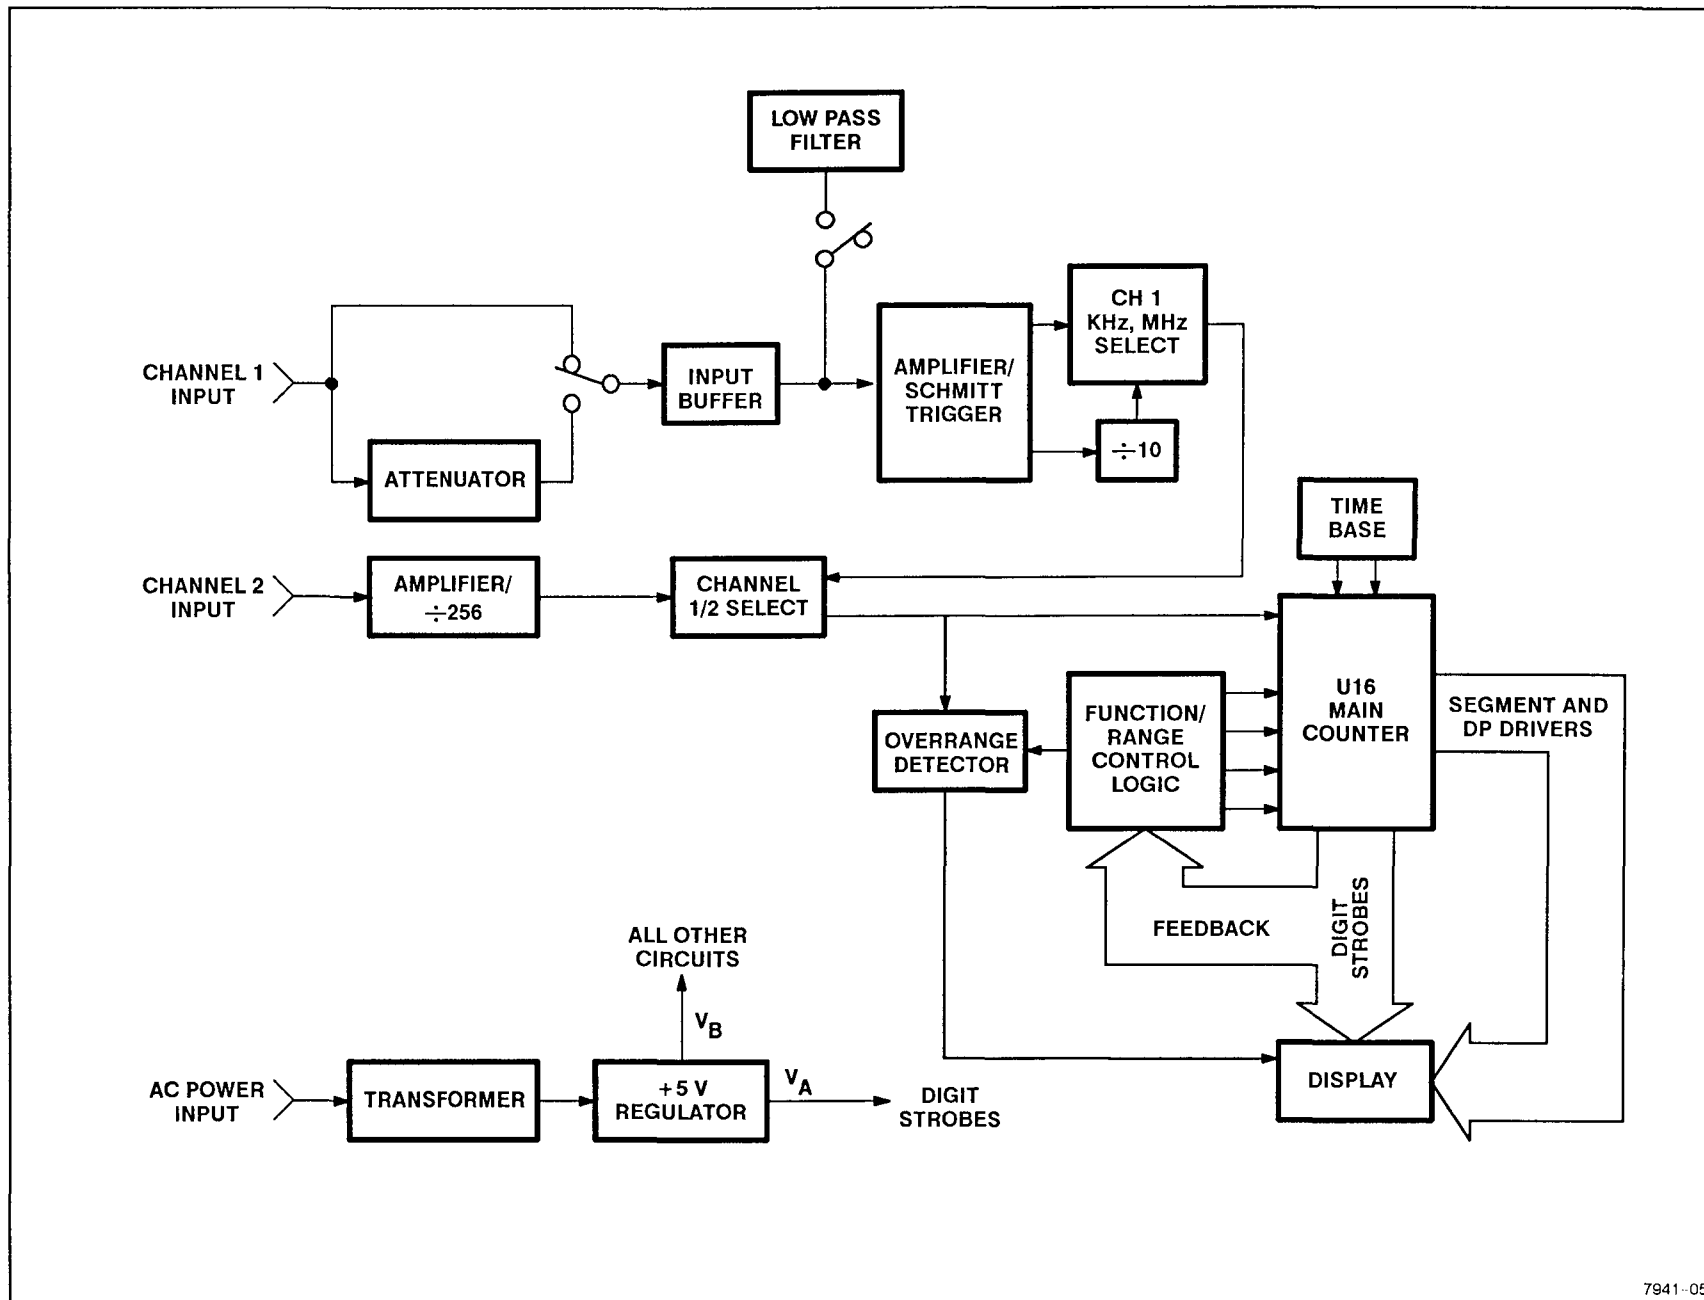 LOW PASS
FILTER
CH 1
KHz, MHz
SELECT
CHANNEL 1
INPUT
INPUT
BUFFER
AMPLIFIER/
SCHMITT
TRIGGER
÷10
ATTENUATOR
TIME
BASE
CHANNEL 2
INPUT
AMPLIFIER/
÷256
CHANNEL
1/2 SELECT
U16
MAIN
COUNTER
SEGMENT AND
DP DRIVERS
OVERRANGE
DETECTOR
FUNCTION/
RANGE
CONTROL
LOGIC
FEEDBACK
DIGIT
STROBES
ALL OTHER
CIRCUITS
VB
AC POWER
INPUT
TRANSFORMER
+5 V
REGULATOR
VA
DIGIT
STROBES
DISPLAY
7941-05